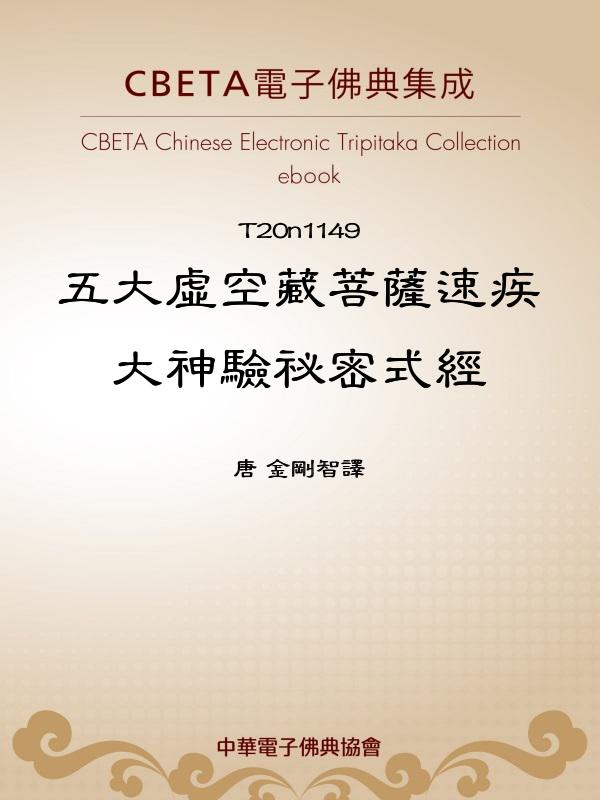 CBETA電子佛典集成
CBETA Chinese Electronic Tripitaka Collection
ebook
T20n1149
五大虛空藏菩薩速疾
大神驗祕密式經
唐 金剛智譯
中華電子佛典協會